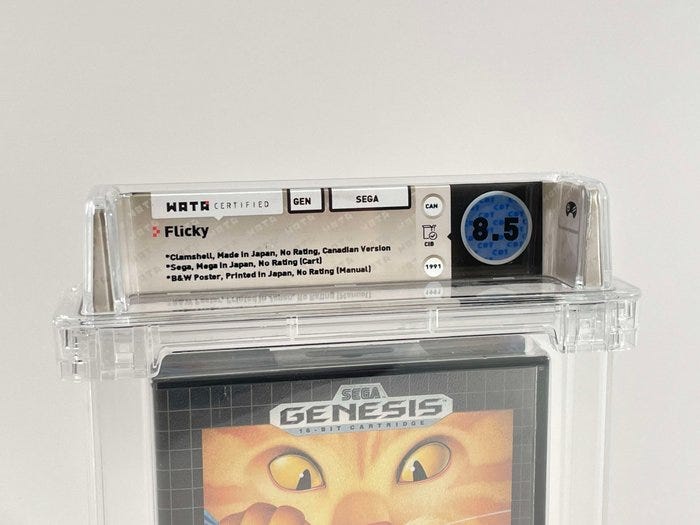 WATA CERTIFIED
GEN
SEGA
CAN
Flicky
CIB
8.5
*Clamshell, Made in Japan, No Rating, Canadian Version
*Sega, Mega in Japan, No Rating (Cart)
*B&W Poster, Printed in Japan, No Rating (Manual)
1991
SEGA
GENESIS
16-BIT CARTRIDGE